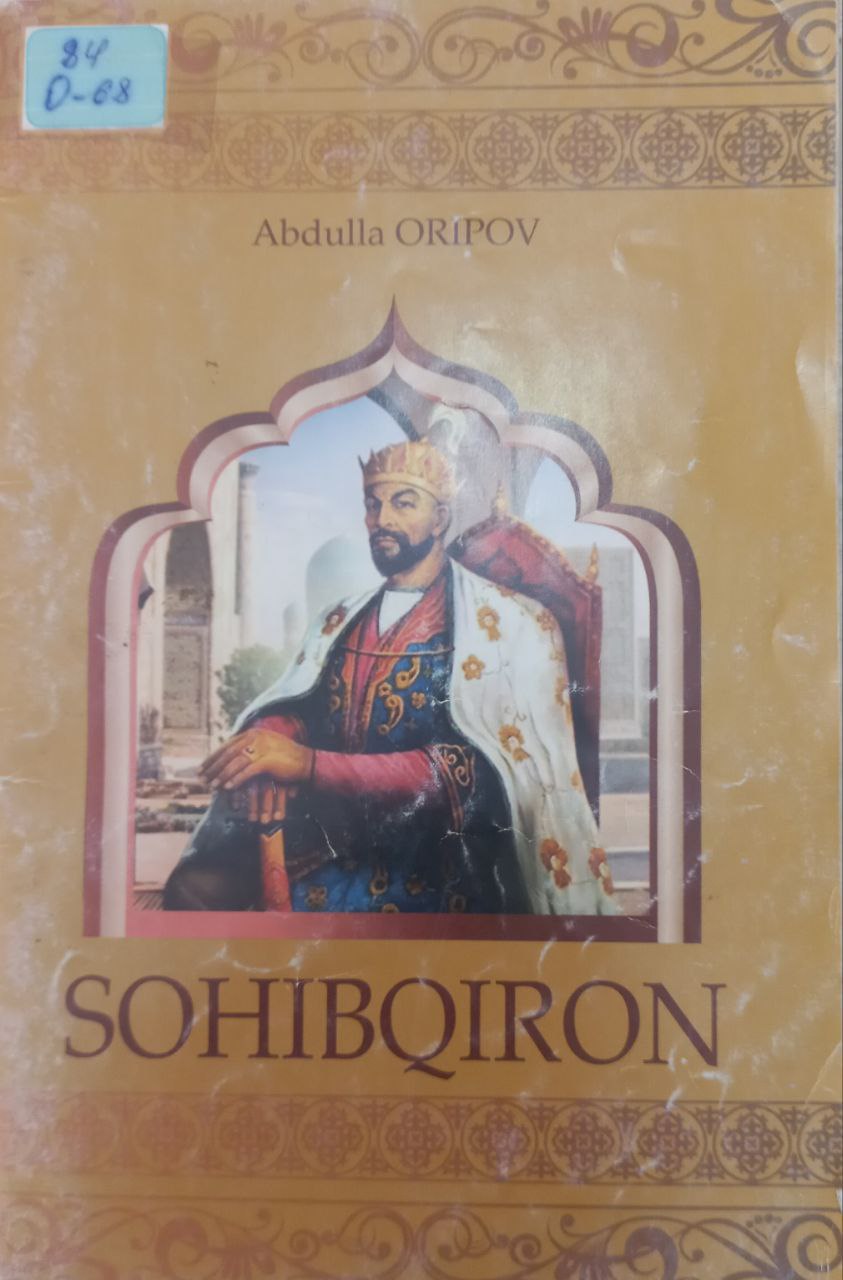 84
O-68
Abdulla ORIPOV
SOHIBQIRON